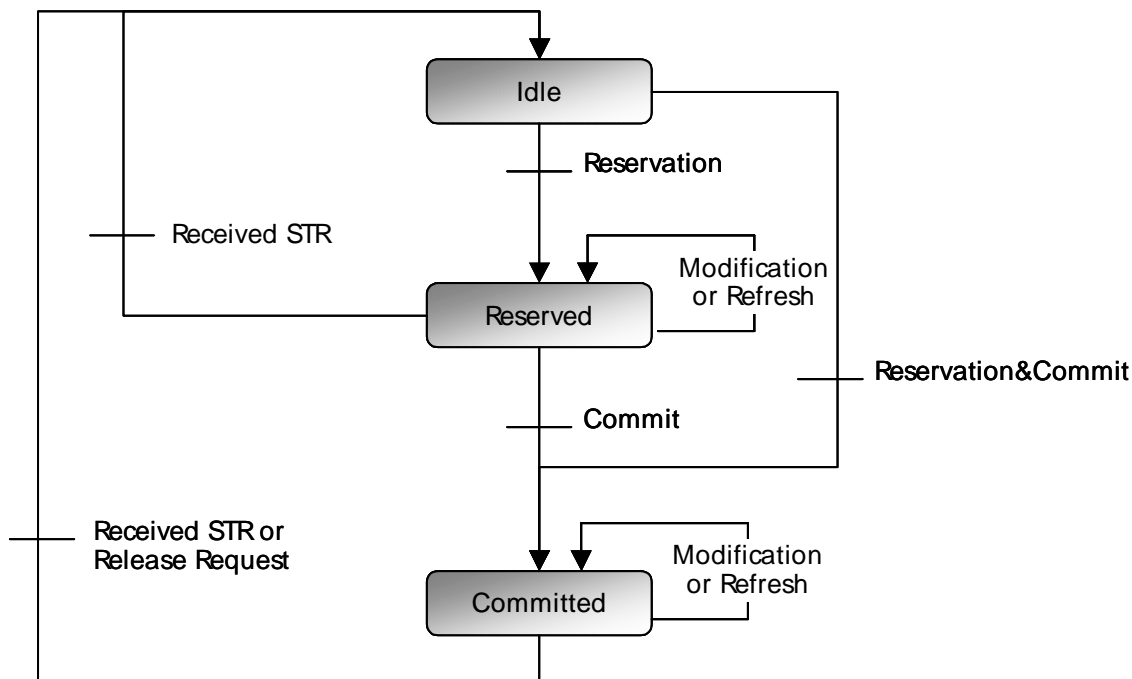 Idle
Reservation
Received STR
Modification
or Refresh
Reserved
Reservation&Commit
Commit
Received STR or
Release Request
Modification
or Refresh
Committed